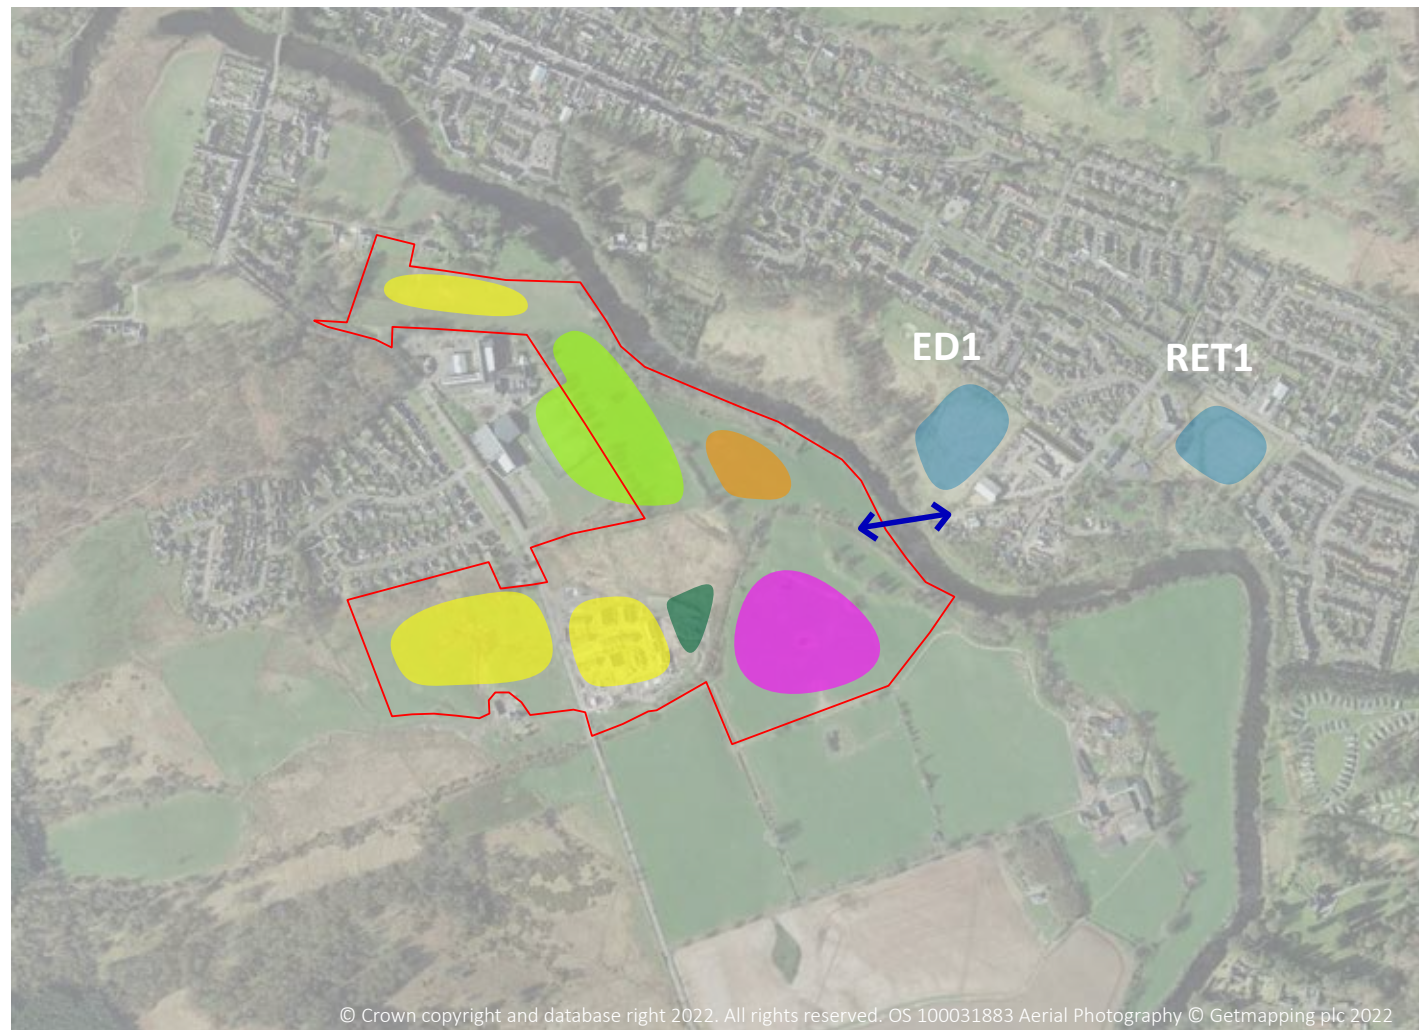 ED1
RET1
© Crown copyright and database right 2022. All rights reserved. OS 100031883 Aerial Photography © Getmapping plc 2022